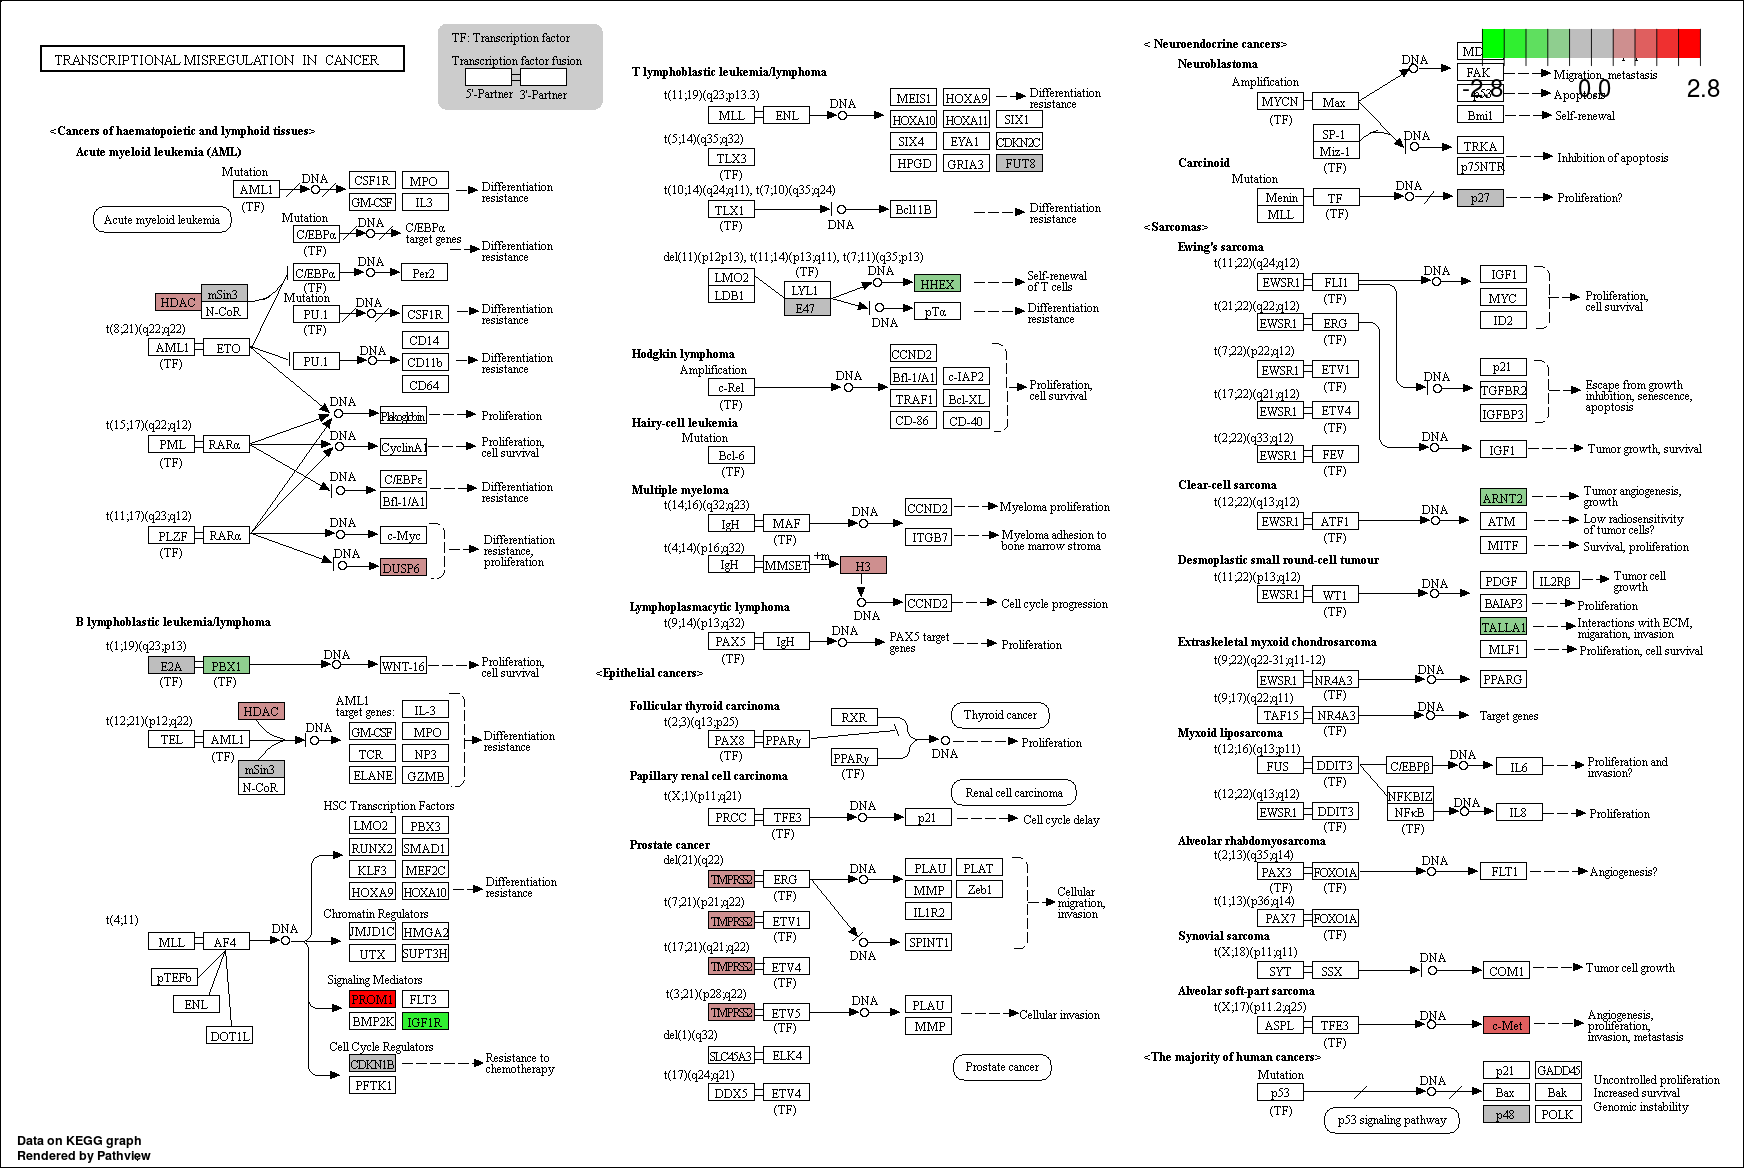 TRANSCRIPTIONAL MISREGULATION IN CANCER
TF: Transcription factor
Transcription factor fusion
5'-Partner 3'-Partner
<Cancers of haematopoietic and lymphoid tissues>
Acute myeloid leukemia (AML)
Mutation
AML1
(TF)
DNA
CSF1R
MPO
GM-CSF
IL3
Differentiation
resistance
Acute myeloid leukemia
Mutation
C/EBPα
(TF)
DNA
C/EBPα
target genes
Differentiation
resistance
HDAC
mSin3
N-CoR
C/EBPα
(TF)
DNA
Per2
Mutation
PU.1
(TF)
DNA
CSF1R
Differentiation
resistance
t(8;21)(q22;q22)
AML1
ETO
(TF)
PU.1
DNA
CD14
CD11b
CD64
Differentiation
resistance
DNA
Plakoglobin
Proliferation
t(15;17)(q22;q12)
PML
RARα
(TF)
DNA
CyclinA1
Proliferation,
cell survival
DNA
C/EBPε
Bfl-1/A1
Differentiation
resistance
t(11;17)(q23;q12)
PLZF
RARα
(TF)
DNA
c-Myc
DNA
DUSP6
Differentiation
resistance,
proliferation
B lymphoblastic leukemia/lymphoma
t(1;19)(q23;p13)
E2A
PBX1
(TF)
(TF)
DNA
WNT-16
Proliferation,
cell survival
t(12;21)(p12;q22)
TEL
AML1
(TF)
HDAC
mSin3
N-CoR
DNA
AML1
target genes:
IL-3
GM-CSF
MPO
TCR
NP3
ELANE
GZMB
Differentiation
resistance
HSC Transcription Factors
LMO2
PBX3
RUNX2
SMAD1
KLF3
MEF2C
HOXA9
HOXA10
Differentiation
resistance
t(4;11)
MLL
AF4
DNA
pTEFb
ENL
DOT1L
Chromatin Regulators
JMJD1C
HMGA2
UTX
SUPT3H
Signaling Mediators
PROM1
FLT3
BMP2K
IGF1R
Cell Cycle Regulators
CDKN1B
PFTK1
Resistance to
chemotherapy
T lymphoblastic leukemia/lymphoma
t(11;19)(q23;p13.3)
MLL
ENL
DNA
MEIS1
HOXA9
HOXA10
HOXA11
SIX1
SIX4
EYA1
CDKN2C
HPGD
GRIA3
FUT8
Differentiation
resistance
t(5;14)(q35;q32)
TLX3
(TF)
t(10;14)(q24;q11), t(7;10)(q35;q24)
TLX1
(TF)
DNA
Bcl11B
Differentiation
resistance
del(11)(p12p13), t(11;14)(p13;q11), t(7;11)(q35;p13)
LMO2
LDB1
(TF)
LYL1
E47
DNA
HHEX
Self-renewal
of T cells
DNA
pTα
Differentiation
resistance
Hodgkin lymphoma
Amplification
c-Rel
(TF)
DNA
CCND2
Bfl-1/A1
c-IAP2
TRAF1
Bcl-XL
CD-86
CD-40
Proliferation,
cell survival
Hairy-cell leukemia
Mutation
Bcl-6
(TF)
Multiple myeloma
t(14;16)(q32;q23)
IgH
MAF
(TF)
DNA
CCND2
Myeloma proliferation
ITGB7
Myeloma adhesion to
bone marrow stroma
t(4;14)(p16;q32)
IgH
MMSET
+m
H3
DNA
CCND2
Cell cycle progression
Lymphoplasmacytic lymphoma
t(9;14)(p13;q32)
PAX5
IgH
(TF)
DNA
PAX5 target
genes
Proliferation
<Epithelial cancers>
Follicular thyroid carcinoma
t(2;3)(q13;p25)
PAX8
PPARγ
(TF)
(TF)
RXR
PPARγ
(TF)
Thyroid cancer
DNA
Proliferation
Papillary renal cell carcinoma
t(X;1)(p11;q21)
PRCC
TFE3
(TF)
DNA
p21
Renal cell carcinoma
Cell cycle delay
Prostate cancer
del(21)(q22)
TMPRSS2
ERG
(TF)
DNA
PLAU
PLAT
MMP
Zeb1
IL1R2
Cellular
migration,
invasion
t(7;21)(p21;q22)
TMPRSS2
ETV1
(TF)
DNA
SPINT1
t(17;21)(q21;q22)
TMPRSS2
ETV4
(TF)
t(3;21)(p28;q22)
TMPRSS2
ETV5
(TF)
DNA
PLAU
MMP
Cellular invasion
del(1)(q32)
SLC45A3
ELK4
t(17)(q24;q21)
DDX5
ETV4
(TF)
Prostate cancer
< Neuroendocrine cancers>
Neuroblastoma
Amplification
MYCN
Max
(TF)
DNA
FAK
Migration, metastasis
p53
Apoptosis
Bmi1
Self-renewal
SP-1
Miz-1
(TF)
DNA
TRKA
p75NTR
Inhibition of apoptosis
-2.8
0.0
2.8
Carcinoid
Mutation
Menin
MLL
TF
(TF)
DNA
p27
Proliferation?
<Sarcomas>
Ewing's sarcoma
t(11;22)(q24;q12)
EWSR1
FLI1
(TF)
DNA
IGF1
MYC
ID2
Proliferation,
cell survival
t(21;22)(q22;q12)
EWSR1
ERG
(TF)
t(7;22)(p22;q12)
EWSR1
ETV1
(TF)
DNA
p21
TGFBR2
IGFBP3
Escape from growth
inhibition, senescence,
apoptosis
t(17;22)(q21;q12)
EWSR1
ETV4
(TF)
t(2;22)(q33;q12)
EWSR1
FEV
(TF)
DNA
IGF1
Tumor growth, survival
Clear-cell sarcoma
t(12;22)(q13;q12)
EWSR1
ATF1
(TF)
DNA
ARNT2
Tumor angiogenesis,
growth
ATM
Low radiosensitivity
of tumor cells?
MITF
Survival, proliferation
Desmoplastic small round-cell tumour
t(11;22)(p13;q12)
EWSR1
WT1
(TF)
DNA
PDGF
IL2Rβ
Tumor cell
growth
BAIAP3
Proliferation
TALLA1
Interactions with ECM,
migaration, invasion
MLF1
Proliferation, cell survival
Extraskeletal myxoid chondrosarcoma
t(9;22)(q22-31;q11-12)
EWSR1
NR4A3
(TF)
DNA
PPARG
t(9;17)(q22;q11)
TAF15
NR4A3
(TF)
DNA
Target genes
Myxoid liposarcoma
t(12;16)(q13;p11)
FUS
DDIT3
(TF)
C/EBPβ
DNA
IL6
Proliferation and
invasion?
t(12;22)(q13;q12)
EWSR1
DDIT3
(TF)
NFKBIZ
NFκB
(TF)
DNA
IL8
Proliferation
Alveolar rhabdomyosarcoma
t(2;13)(q35;q14)
PAX3
FOXO1A
(TF)
(TF)
DNA
FLT1
Angiogenesis?
t(1;13)(p36;q14)
PAX7
FOXO1A
(TF)
Synovial sarcoma
t(X;18)(p11;q11)
SYT
SSX
DNA
COM1
Tumor cell growth
Alveolar soft-part sarcoma
t(X;17)(p11.2;q25)
ASPL
TFE3
(TF)
DNA
c-Met
Angiogenesis,
proliferation,
invasion, metastasis
<The majority of human cancers>
Mutation
p53
(TF)
DNA
p21
GADD45
Bax
Bak
p48
POLK
Uncontrolled proliferation
Increased survival
Genomic instability
p53 signaling pathway
Data on KEGG graph
Rendered by Pathview